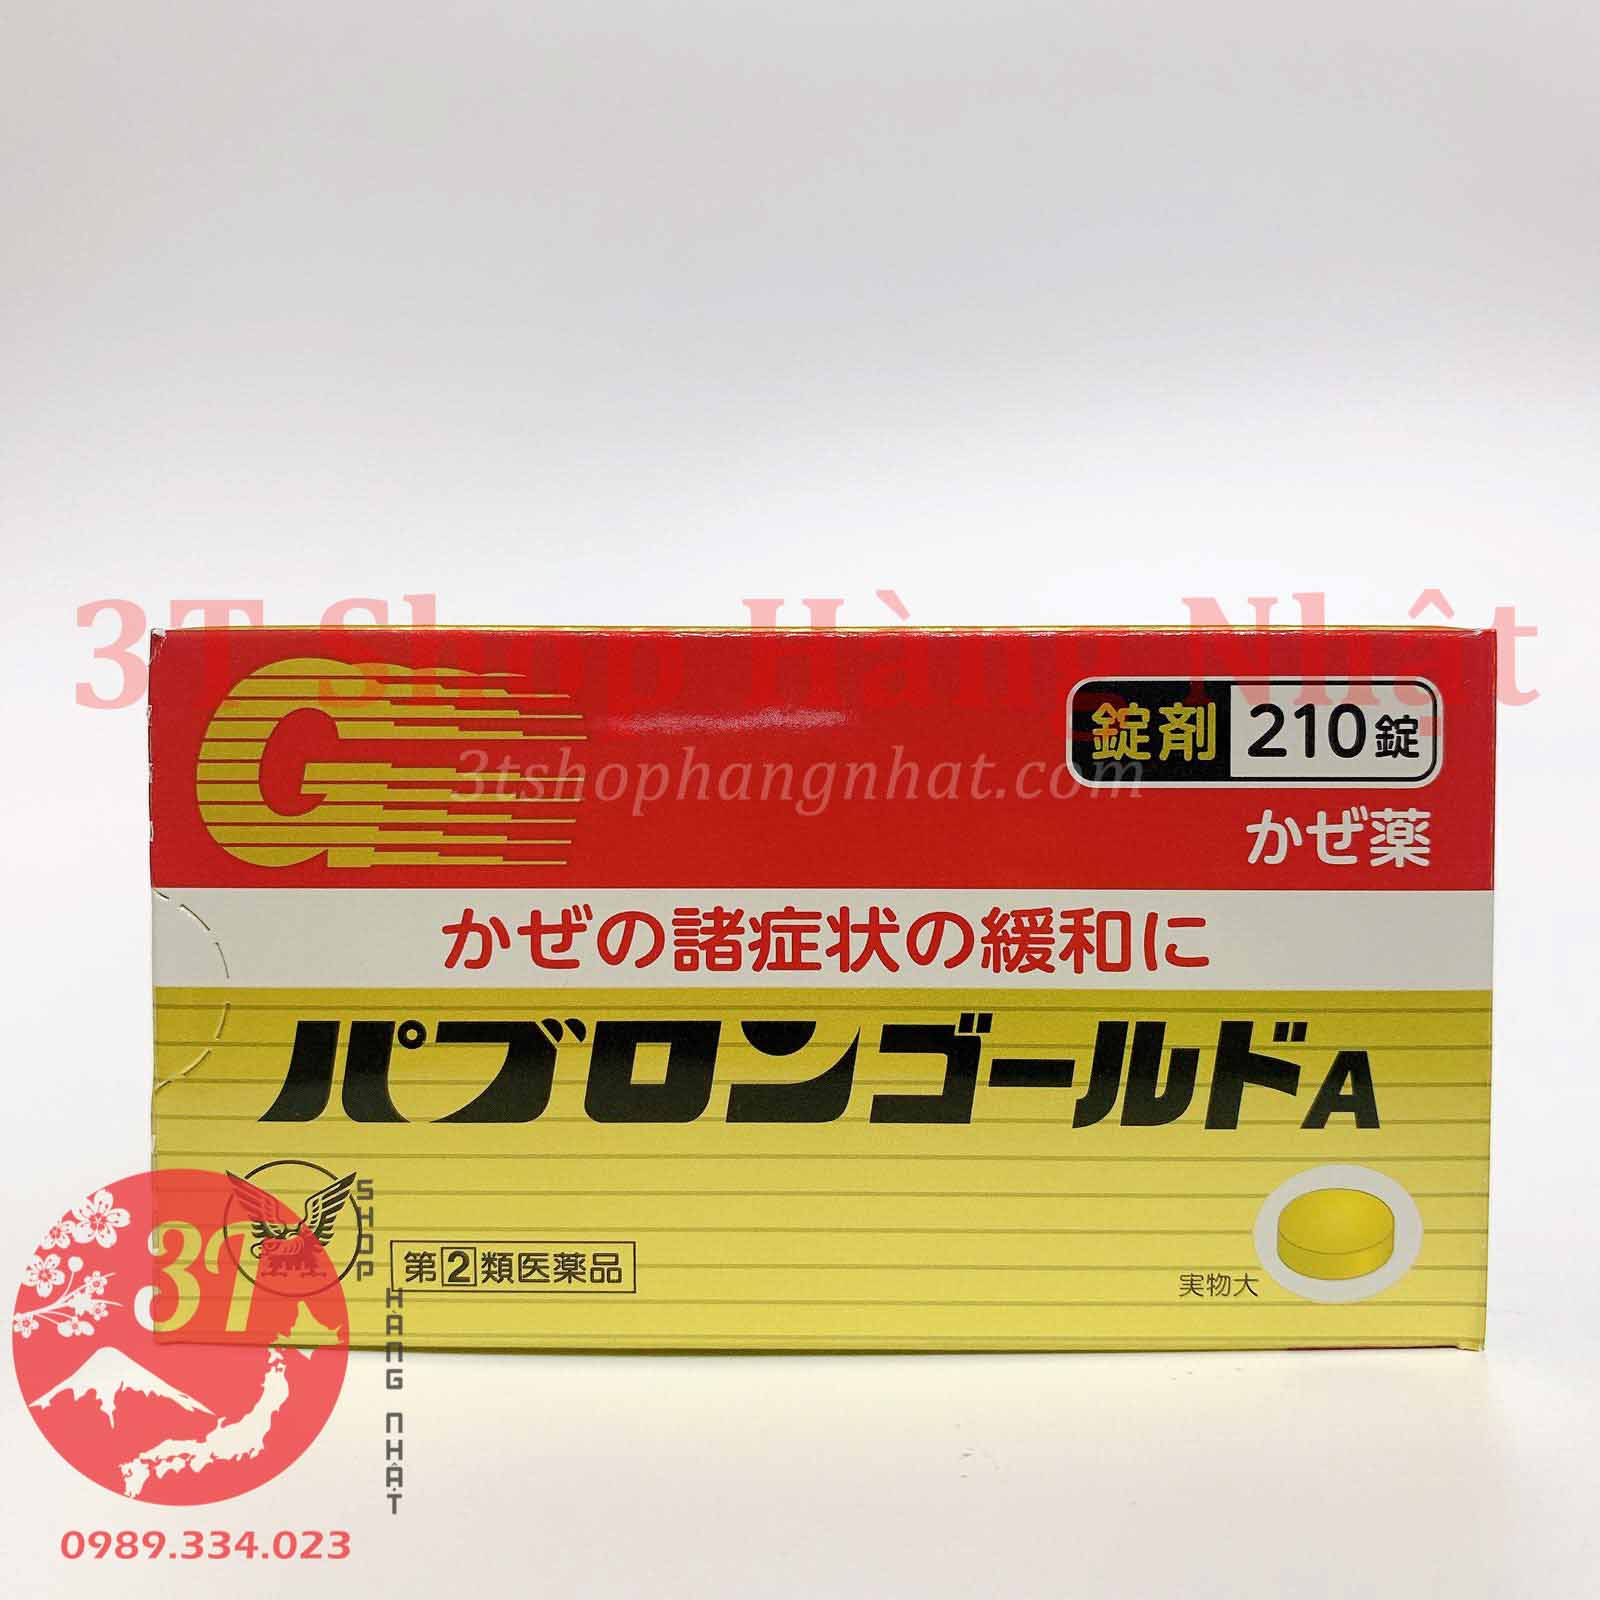 3T Shop Hàng Nhật
3tshophangnhat.com
G
錠剤 210錠
かぜ薬
かぜの諸症状の緩和に
パブロンゴールドA
第2類医薬品
実物大
3T
SHOP
HÀNG NHẬT
0989.334.023